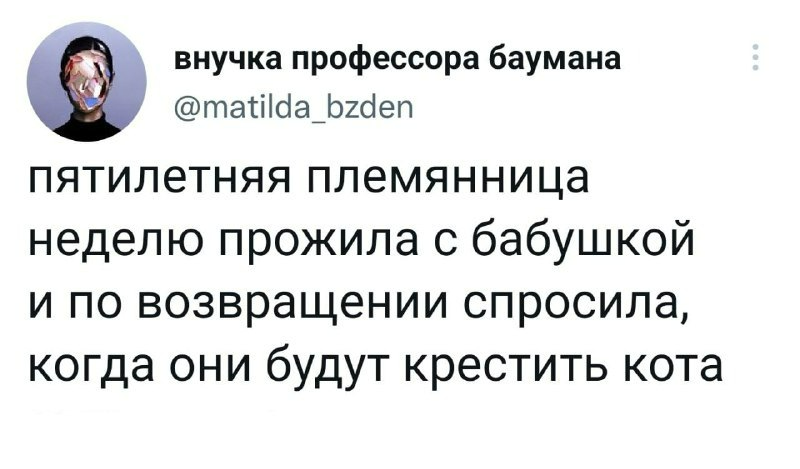 внучка профессора баумана
@matilda_bzden
пятилетняя племянница
неделю прожила с бабушкой
и по возвращении спросила,
когда они будут крестить кота